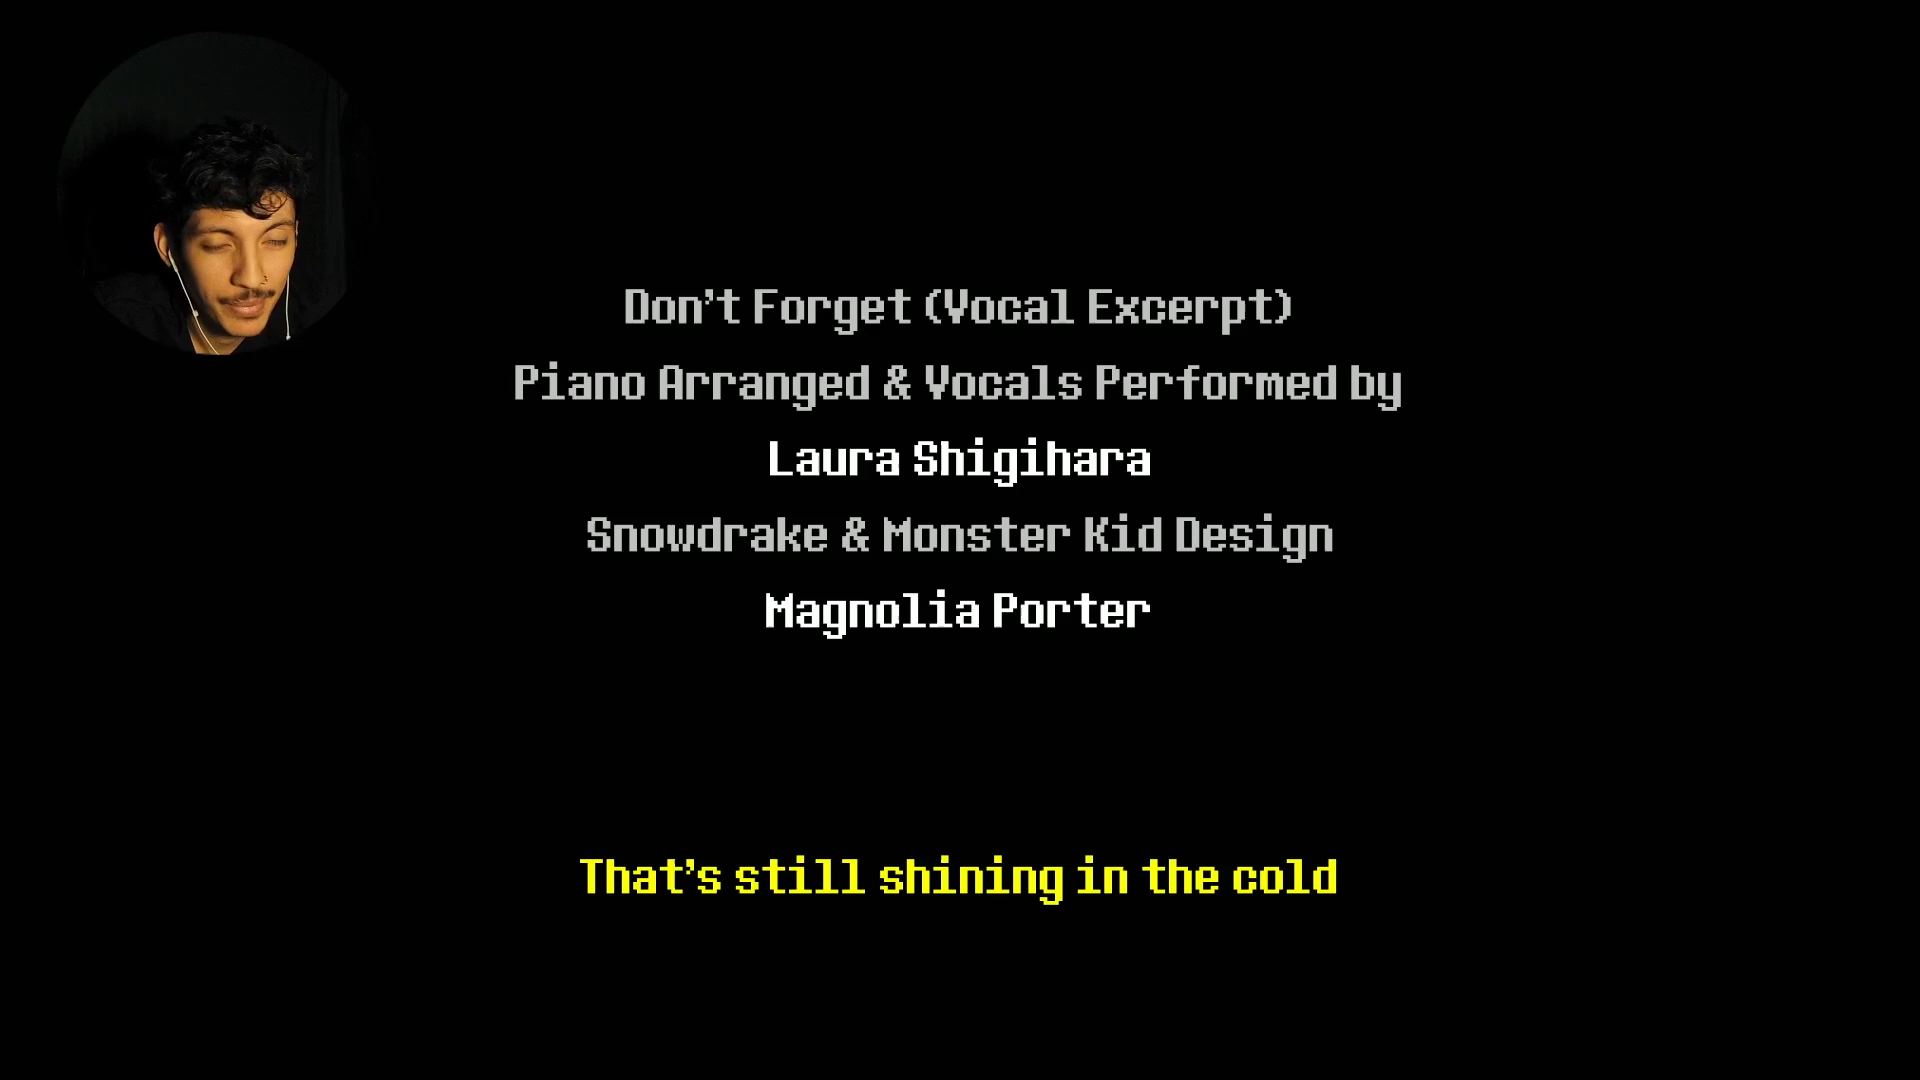 Don't Forget (Vocal Excerpt)
Piano Arranged & Vocals Performed by
Laura Shigihara
Snowdrake & Monster Kid Design
Magnolia Porter
That's still shining in the cold